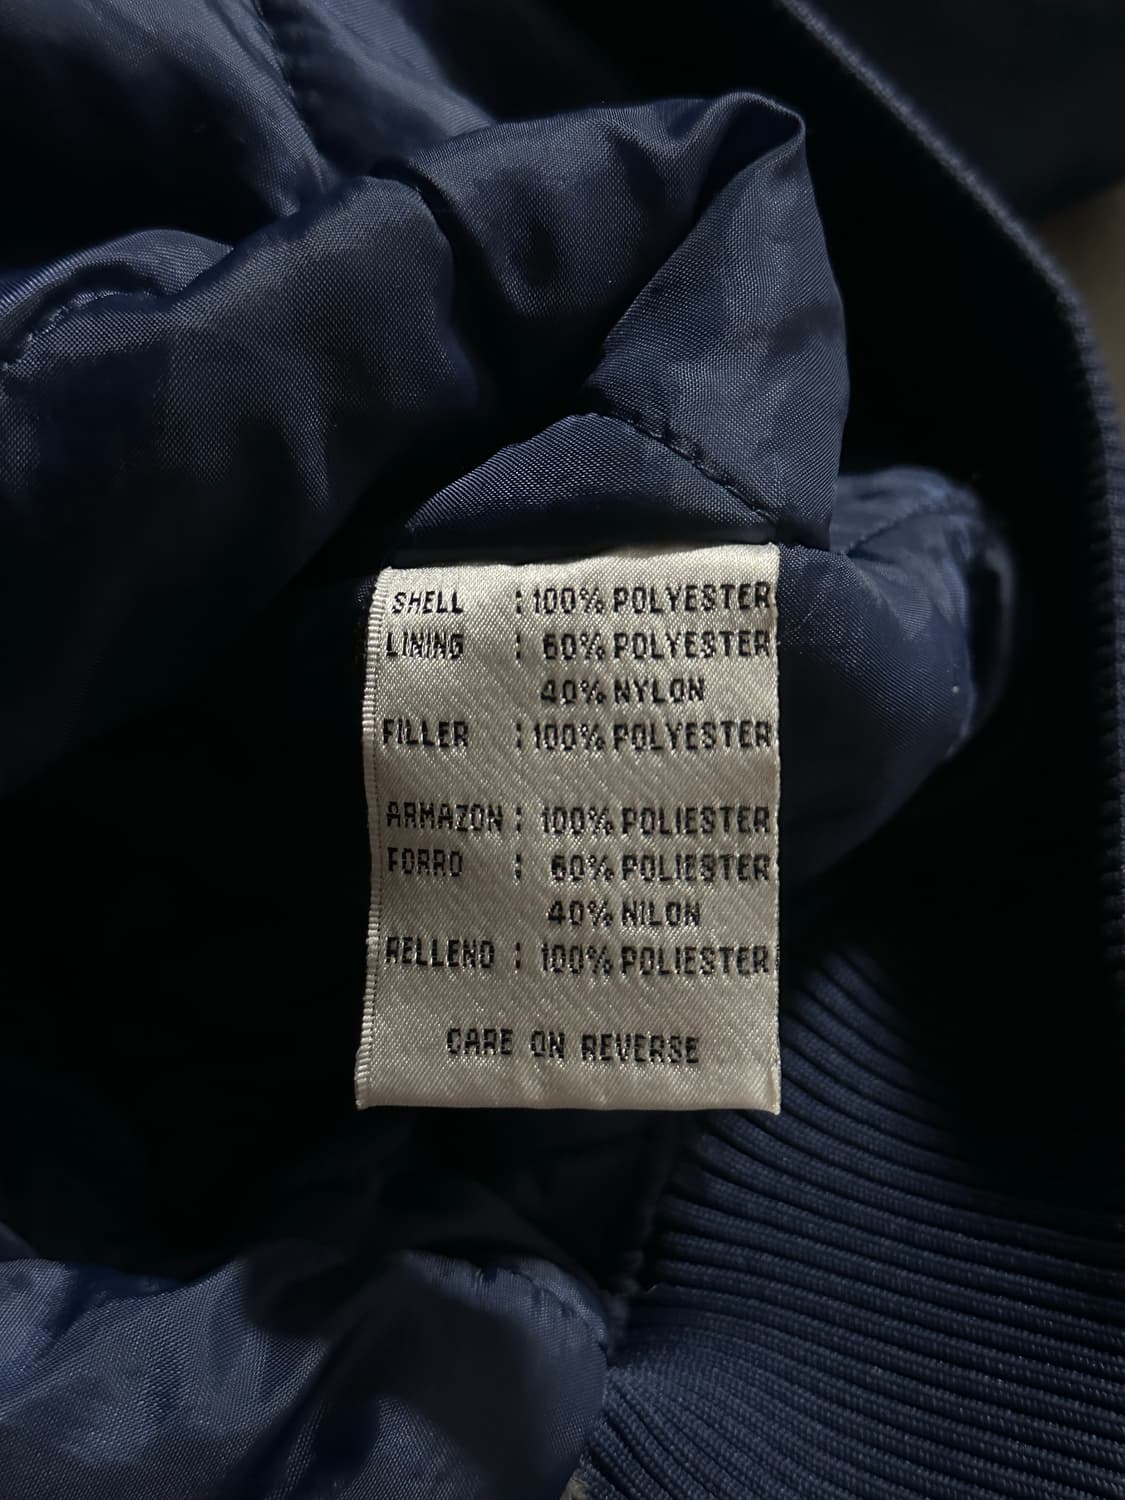 SHELL : 100% POLYESTER
LINING : 60% POLYESTER
40% NYLON
FILLER : 100% POLYESTER
ARMAZON : 100% POLIESTER
FORRO : 60% POLIESTER
40% NILON
RELLENO : 100% POLIESTER
CARE ON REVERSE